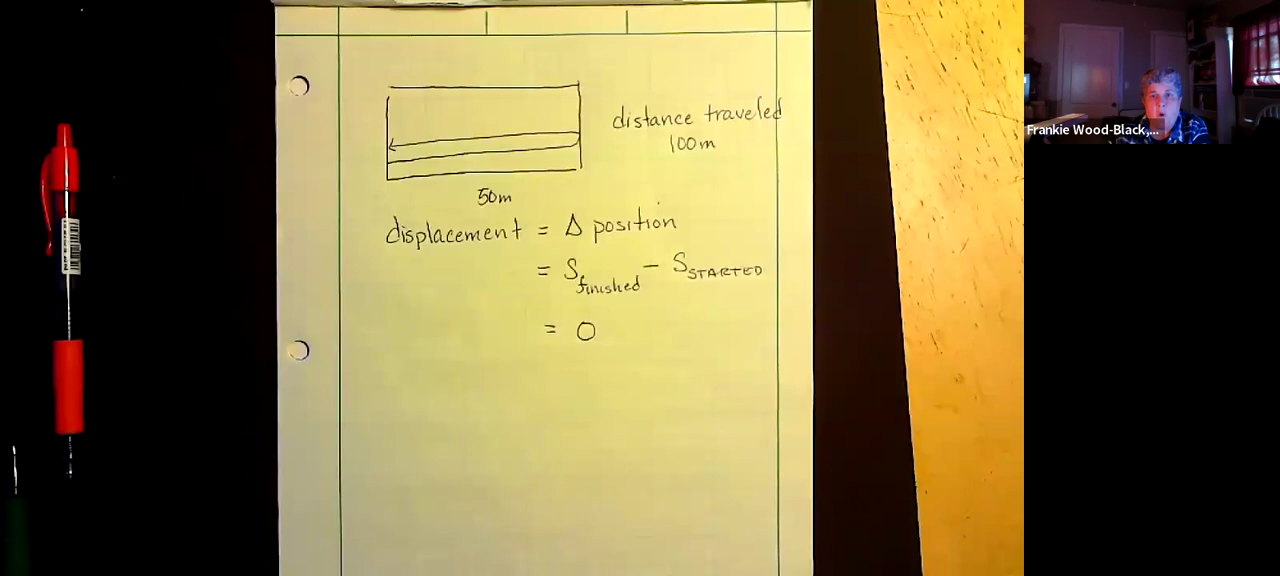 distance traveled
100m
50m
displacement = Δ position
= S finished - S STARTED
= 0
Frankie Wood-Black,...